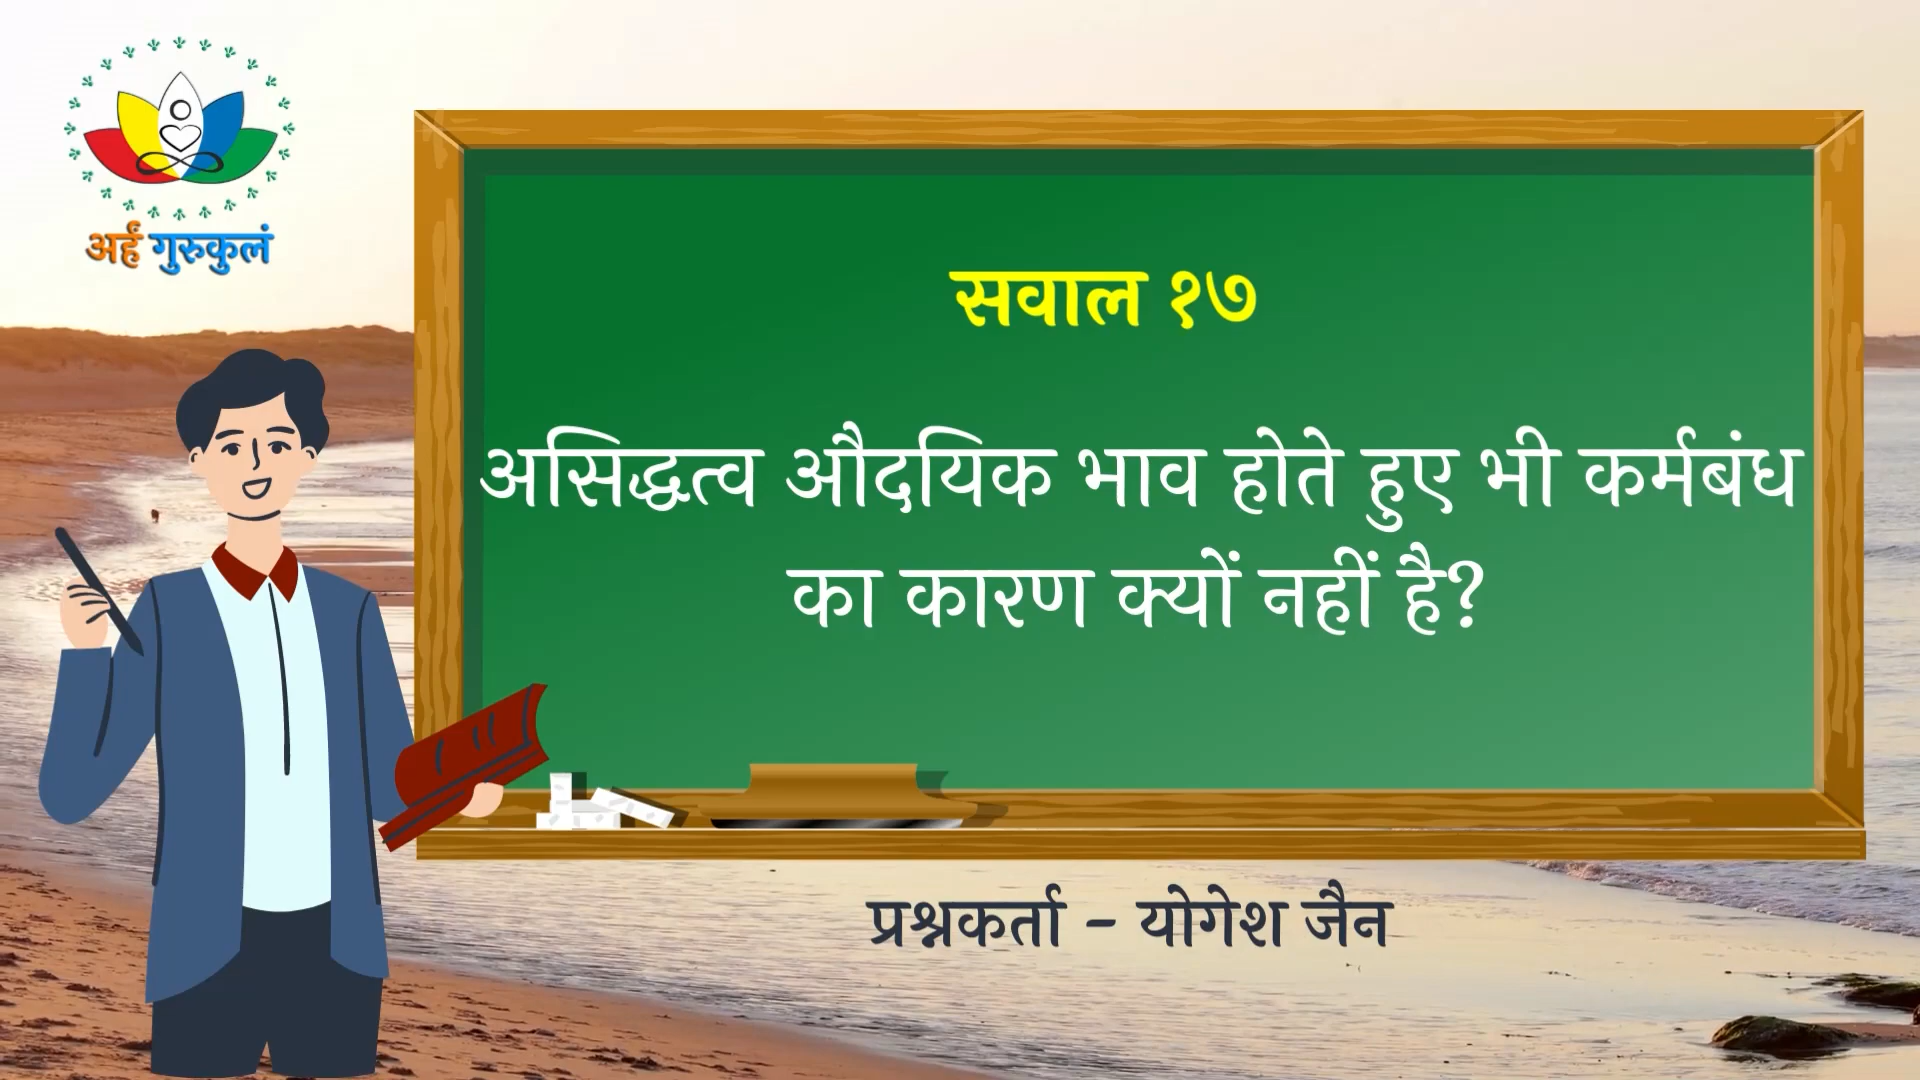 अर्हं गुरुकुलं
सवाल १७
असिद्धत्व औदयिक भाव होते हुए भी कर्मबंध
का कारण क्यों नहीं है?
प्रश्नकर्ता - योगेश जैन